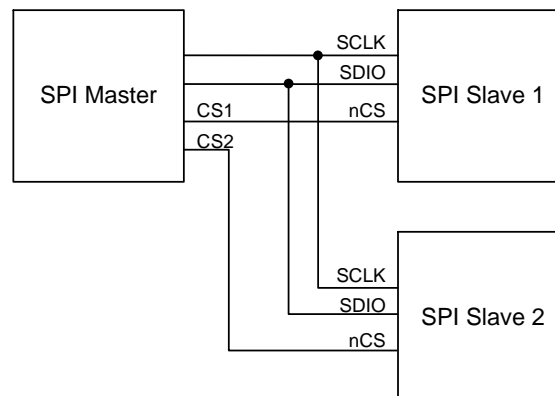 SCLK
SDIO
SPI Master
SPI Slave 1
CS1
nCS
CS2
SCLK
SDIO
SPI Slave 2
nCS